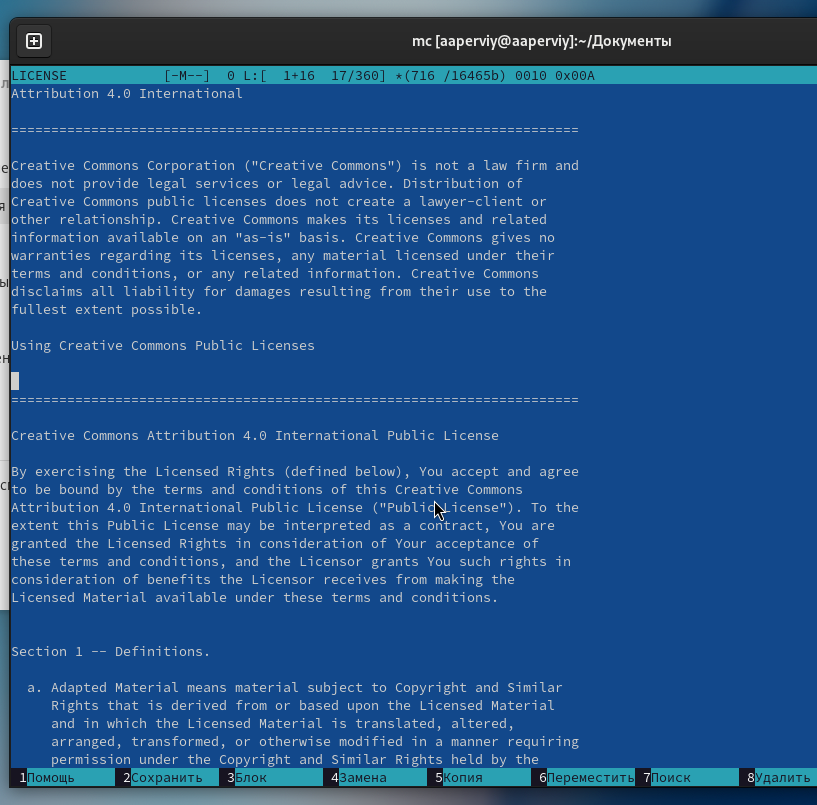 mc [aaperviy@aaperviy]:~/Документы
LICENSE [-M--] 0 L:[ 1+16 17/360] *(716 /16465b) 0010 0x00A
Attribution 4.0 International
=======================================================================
Creative Commons Corporation ("Creative Commons") is not a law firm and
does not provide legal services or legal advice. Distribution of
Creative Commons public licenses does not create a lawyer-client or
other relationship. Creative Commons makes its licenses and related
information available on an "as-is" basis. Creative Commons gives no
warranties regarding its licenses, any material licensed under their
terms and conditions, or any related information. Creative Commons
disclaims all liability for damages resulting from their use to the
fullest extent possible.
Using Creative Commons Public Licenses
=======================================================================
Creative Commons Attribution 4.0 International Public License
By exercising the Licensed Rights (defined below), You accept and agree
to be bound by the terms and conditions of this Creative Commons
Attribution 4.0 International Public License ("Public License"). To the
extent this Public License may be interpreted as a contract, You are
granted the Licensed Rights in consideration of Your acceptance of
these terms and conditions, and the Licensor grants You such rights in
consideration of benefits the Licensor receives from making the
Licensed Material available under these terms and conditions.
Section 1 -- Definitions.
a. Adapted Material means material subject to Copyright and Similar
Rights that is derived from or based upon the Licensed Material
and in which the Licensed Material is translated, altered,
arranged, transformed, or otherwise modified in a manner requiring
permission under the Copyright and Similar Rights held by the
1Помощь 2Сохранить 3Блок 4Замена 5Копия 6Переместить 7Поиск 8Удалить